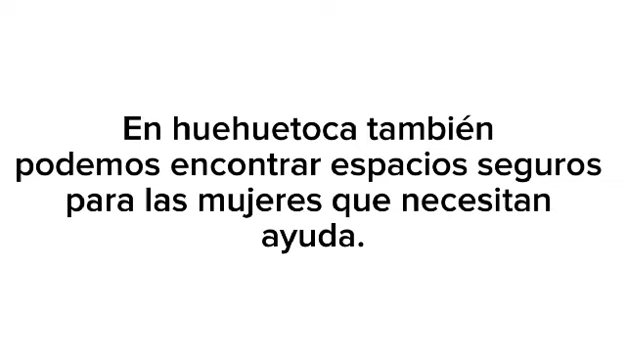 En huehuetoca también
podemos encontrar espacios seguros
para las mujeres que necesitan
ayuda.